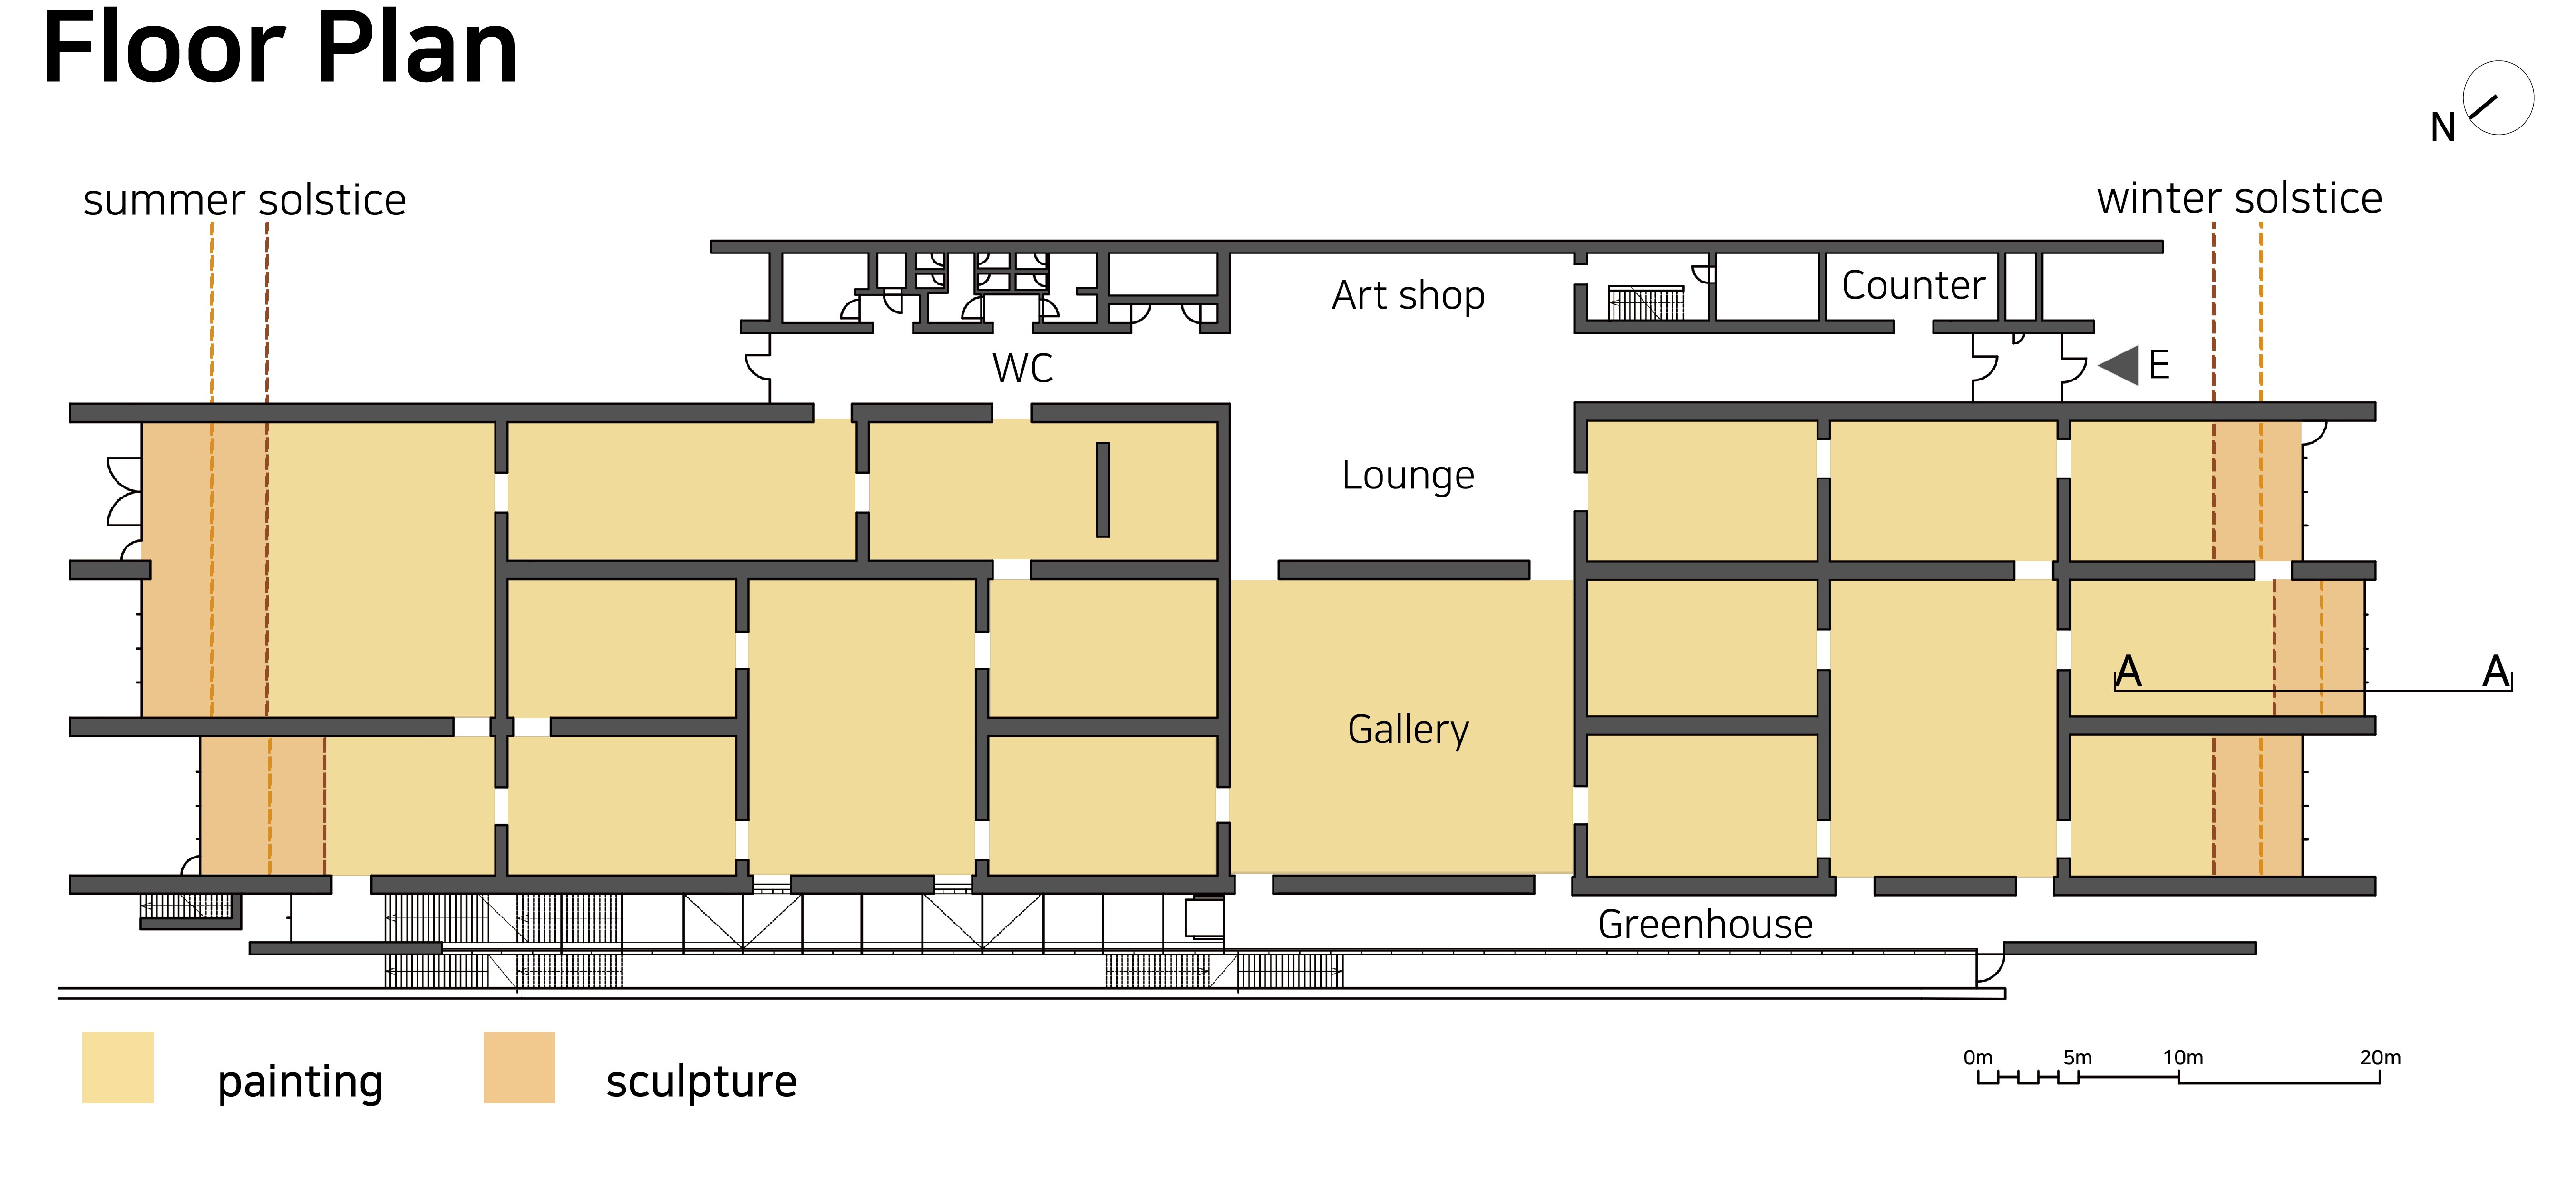 Floor Plan
N
summer solstice
winter solstice
Art shop
Counter
WC
E
Lounge
A
A
Gallery
Greenhouse
painting
sculpture
0m
5m
10m
20m